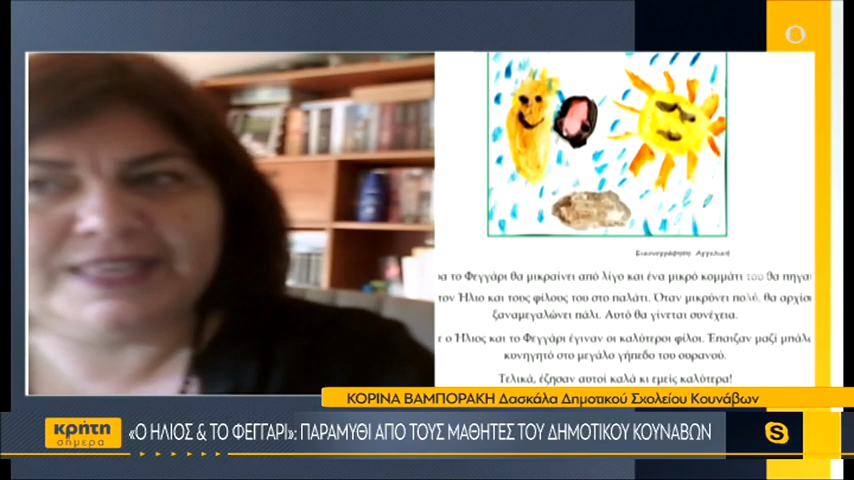 Εικονογράφηση Αγγελική
το Φεγγάρι θα μικραίνει από λίγο και ένα μικρό κομμάτι του θα πηγα
τον Ήλιο και τους φίλους του στο παλάτι. Όταν μικρύνει πολύ, θα αρχίσ
ξαναμεγαλώνει πάλι. Αυτό θα γίνεται συνέχεια.
ε ο Ήλιος και το Φεγγάρι έγιναν οι καλύτεροι φίλοι. Έπαιζαν μαζί μπάλα
κυνηγητό στο μεγάλο γήπεδο του ουρανού.
Τελικά, έζησαν αυτοί καλά κι εμείς καλύτερα!
ΚΟΡΙΝΑ ΒΑΜΠΟΡΑΚΗ Δασκάλα Δημοτικού Σχολείου Κουνάβων
κρήτη
σήμερα
«Ο ΗΛΙΟΣ & ΤΟ ΦΕΓΓΑΡΙ»: ΠΑΡΑΜΥΘΙ ΑΠΟ ΤΟΥΣ ΜΑΘΗΤΕΣ ΤΟΥ ΔΗΜΟΤΙΚΟΥ ΚΟΥΝΑΒΩΝ